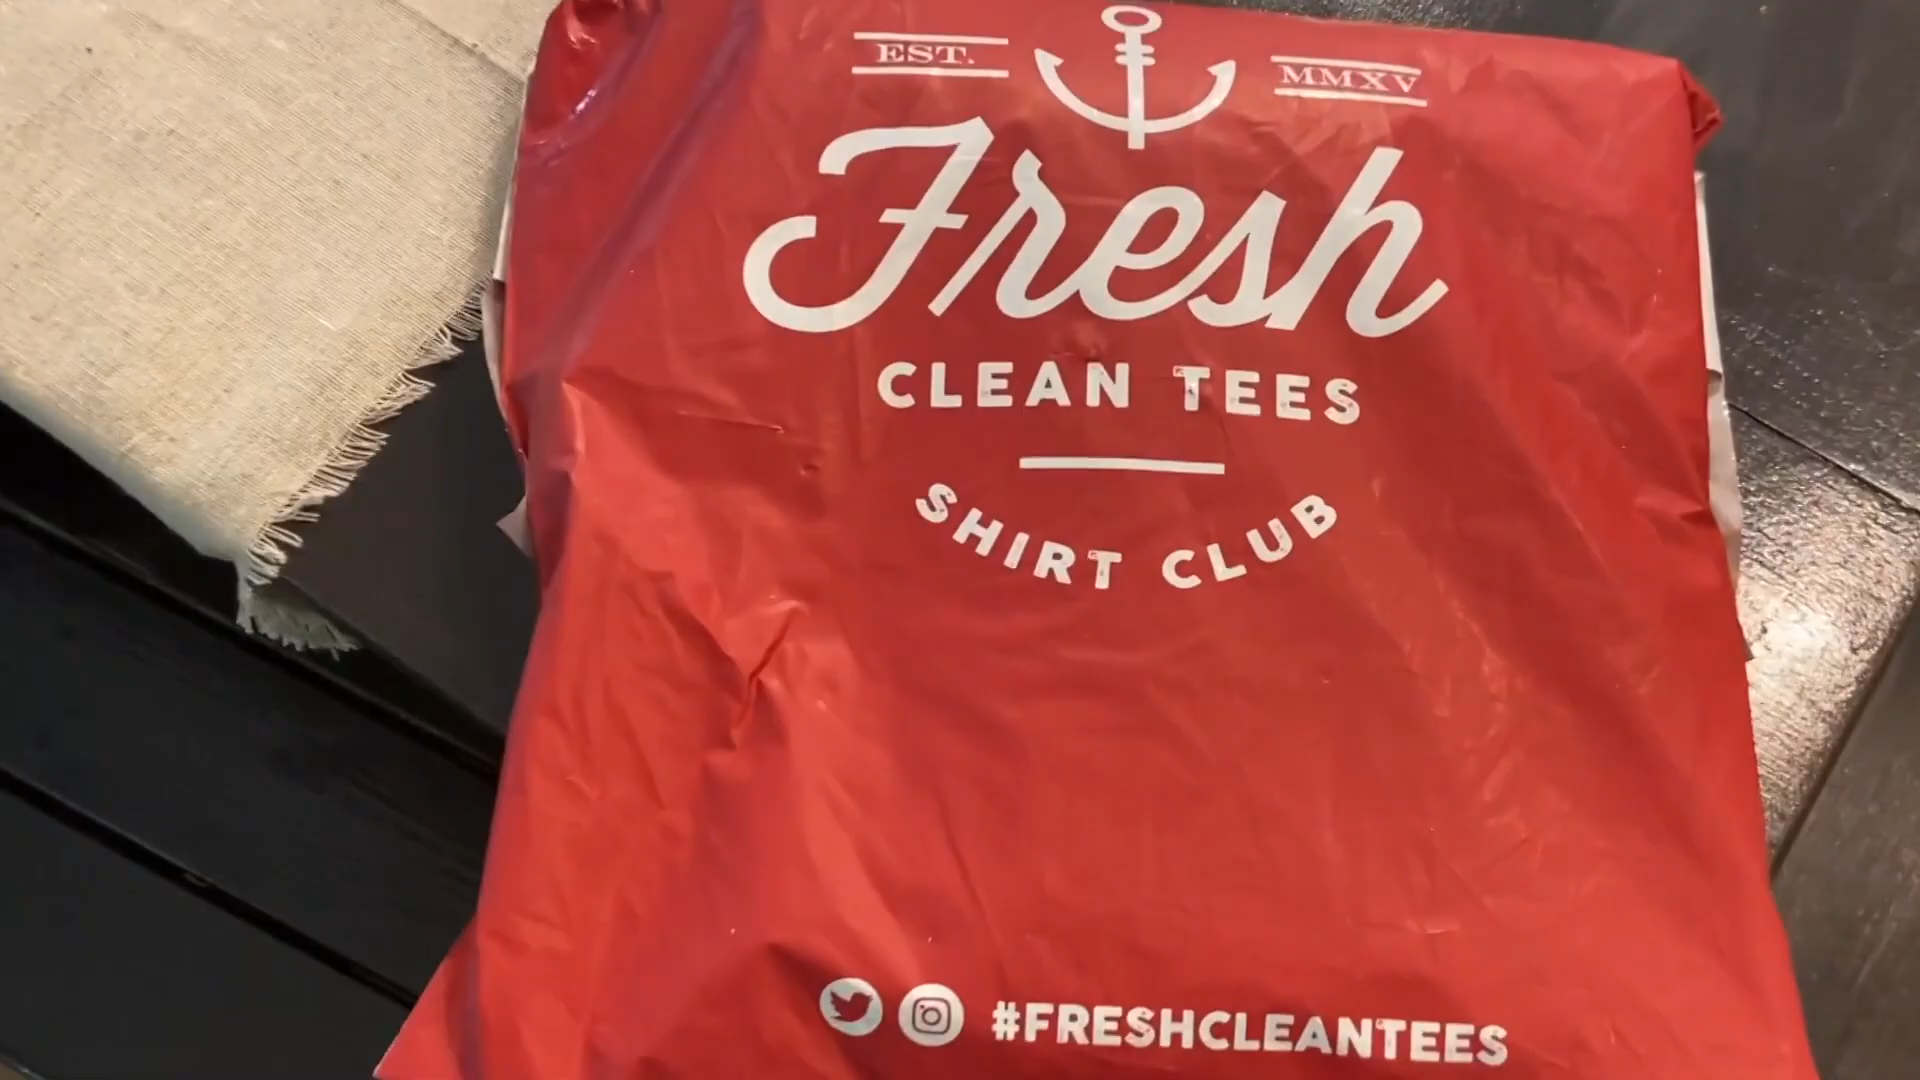 EST. MMXV
Fresh
CLEAN TEES
SHIRT CLUB
#FRESHCLEANTEES